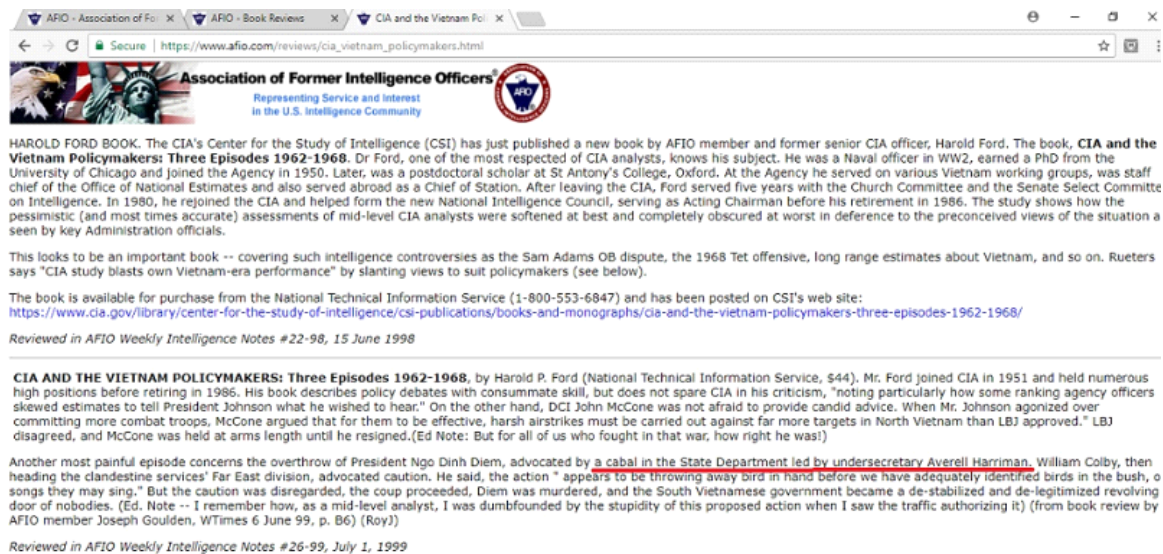 AFIO - Association of Fo
AFIO - Book Reviews
CIA and the Vietnam Pol
Secure | https://www.afio.com/reviews/cia_vietnam_policymakers.html
Association of Former Intelligence Officers®
Representing Service and Interest
in the U.S. Intelligence Community
AFIO
HAROLD FORD BOOK. The CIA's Center for the Study of Intelligence (CSI) has just published a new book by AFIO member and former senior CIA officer, Harold Ford. The book, CIA and the
Vietnam Policymakers: Three Episodes 1962-1968. Dr Ford, one of the most respected of CIA analysts, knows his subject. He was a Naval officer in WW2, earned a PhD from the
University of Chicago and joined the Agency in 1950. Later, was a postdoctoral scholar at St Antony's College, Oxford. At the Agency he served on various Vietnam working groups, was staff
chief of the Office of National Estimates and also served abroad as a Chief of Station. After leaving the CIA, Ford served five years with the Church Committee and the Senate Select Committe
on Intelligence. In 1980, he rejoined the CIA and helped form the new National Intelligence Council, serving as Acting Chairman before his retirement in 1986. The study shows how the
pessimistic (and most times accurate) assessments of mid-level CIA analysts were softened at best and completely obscured at worst in deference to the preconceived views of the situation a
seen by key Administration officials.
This looks to be an important book -- covering such intelligence controversies as the Sam Adams OB dispute, the 1968 Tet offensive, long range estimates about Vietnam, and so on. Rueters
says "CIA study blasts own Vietnam-era performance" by slanting views to suit policymakers (see below).
The book is available for purchase from the National Technical Information Service (1-800-553-6847) and has been posted on CSI's web site:
https://www.cia.gov/library/center-for-the-study-of-intelligence/csi-publications/books-and-monographs/cia-and-the-vietnam-policymakers-three-episodes-1962-1968/
Reviewed in AFIO Weekly Intelligence Notes #22-98, 15 June 1998
CIA AND THE VIETNAM POLICYMAKERS: Three Episodes 1962-1968, by Harold P. Ford (National Technical Information Service, $44). Mr. Ford joined CIA in 1951 and held numerous
high positions before retiring in 1986. His book describes policy debates with consummate skill, but does not spare CIA in his criticism, "noting particularly how some ranking agency officers
skewed estimates to tell President Johnson what he wished to hear." On the other hand, DCI John McCone was not afraid to provide candid advice. When Mr. Johnson agonized over
committing more combat troops, McCone argued that for them to be effective, harsh airstrikes must be carried out against far more targets in North Vietnam than LBJ approved." LBJ
disagreed, and McCone was held at arms length until he resigned.(Ed Note: But for all of us who fought in that war, how right he was!)
Another most painful episode concerns the overthrow of President Ngo Dinh Diem, advocated by a cabal in the State Department led by undersecretary Averell Harriman. William Colby, then
heading the clandestine services' Far East division, advocated caution. He said, the action " appears to be throwing away bird in hand before we have adequately identified birds in the bush, o
songs they may sing." But the caution was disregarded, the coup proceeded, Diem was murdered, and the South Vietnamese government became a de-stabilized and de-legitimized revolving
door of nobodies. (Ed. Note -- I remember how, as a mid-level analyst, I was dumbfounded by the stupidity of this proposed action when I saw the traffic authorizing it) (from book review by
AFIO member Joseph Goulden, WTimes 6 June 99, p. B6) (RoyJ)
Reviewed in AFIO Weekly Intelligence Notes #26-99, July 1, 1999